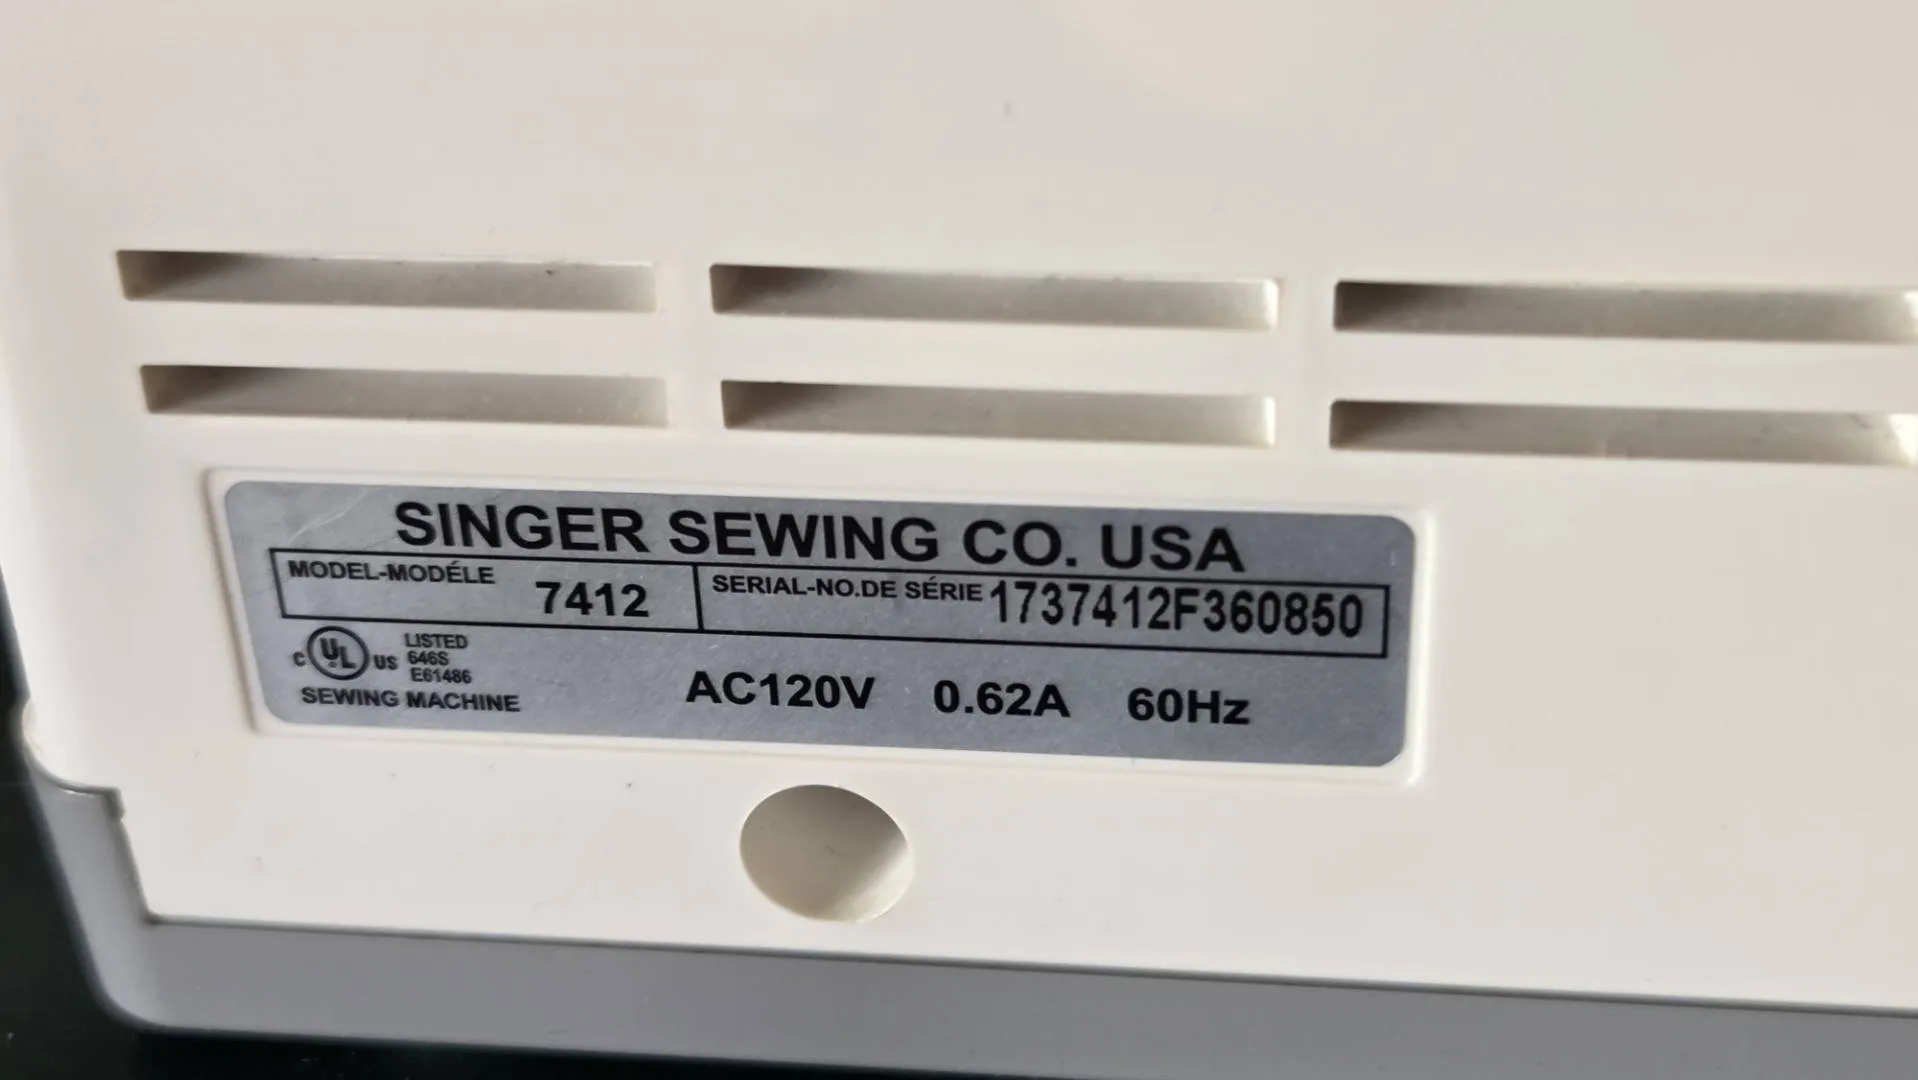 SINGER SEWING CO. USA
MODEL-MODÉLE 7412 SERIAL-NO.DE SÉRIE 1737412F360850
C UL US LISTED
646S
E61486
SEWING MACHINE
AC120V 0.62A 60Hz